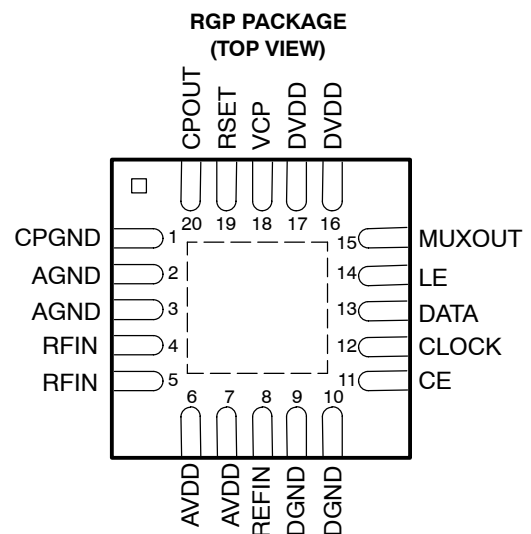 RGP PACKAGE
(TOP VIEW)
CPOUT
RSET
VCP
DVDD
DVDD
20
19
18
17
16
CPGND 1
AGND 2
AGND 3
RFIN 4
RFIN 5
15 MUXOUT
14 LE
13 DATA
12 CLOCK
11 CE
6
7
8
9
10
AVDD
AVDD
REFIN
DGND
DGND